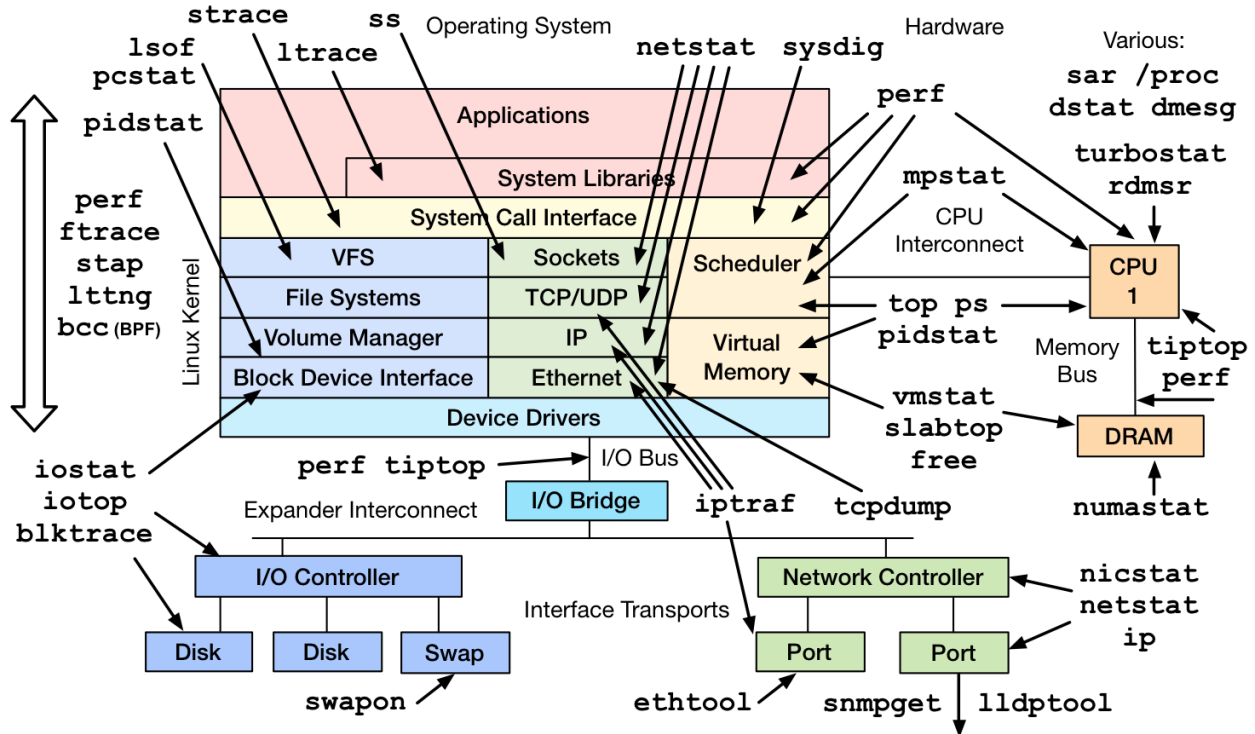 strace
ss
Operating System
Hardware
Various:
lsof
pcstat
ltrace
netstat
sysdig
sar /proc
dstat dmesg
pidstat
perf
turbostat
rdmsr
mpstat
CPU
Interconnect
Applications
System Libraries
System Call Interface
VFS
Sockets
Scheduler
File Systems
TCP/UDP
Volume Manager
IP
Virtual
Memory
Block Device Interface
Ethernet
Device Drivers
Linux Kernel
perf
ftrace
stap
lttng
bcc (BPF)
CPU
1
top ps
pidstat
Memory
Bus
tiptop
perf
vmstat
slabtop
free
DRAM
numastat
iostat
iotop
blktrace
perf tiptop
I/O Bus
I/O Bridge
iptraf
tcpdump
Expander Interconnect
I/O Controller
Network Controller
nicstat
netstat
ip
Interface Transports
Disk
Disk
Swap
Port
Port
swapon
ethtool
snmpget
lldptool